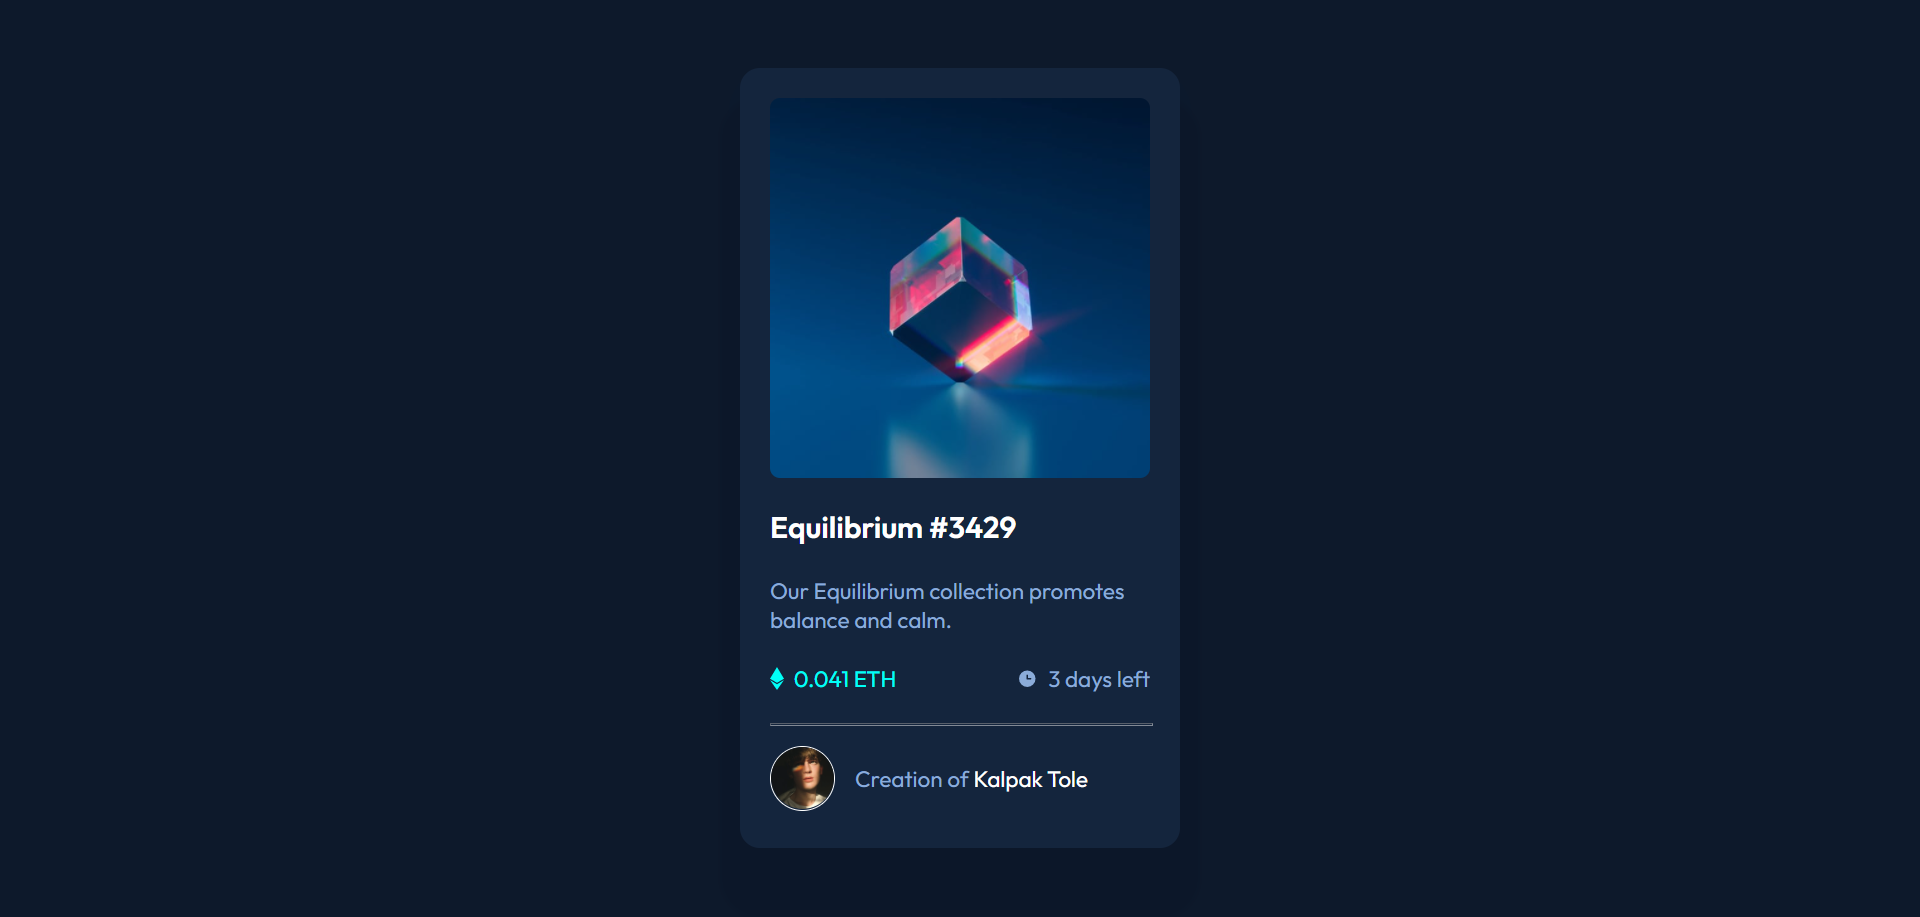 Equilibrium #3429
Our Equilibrium collection promotes
balance and calm.
0.041 ETH
3 days left
Creation of Kalpak Tole